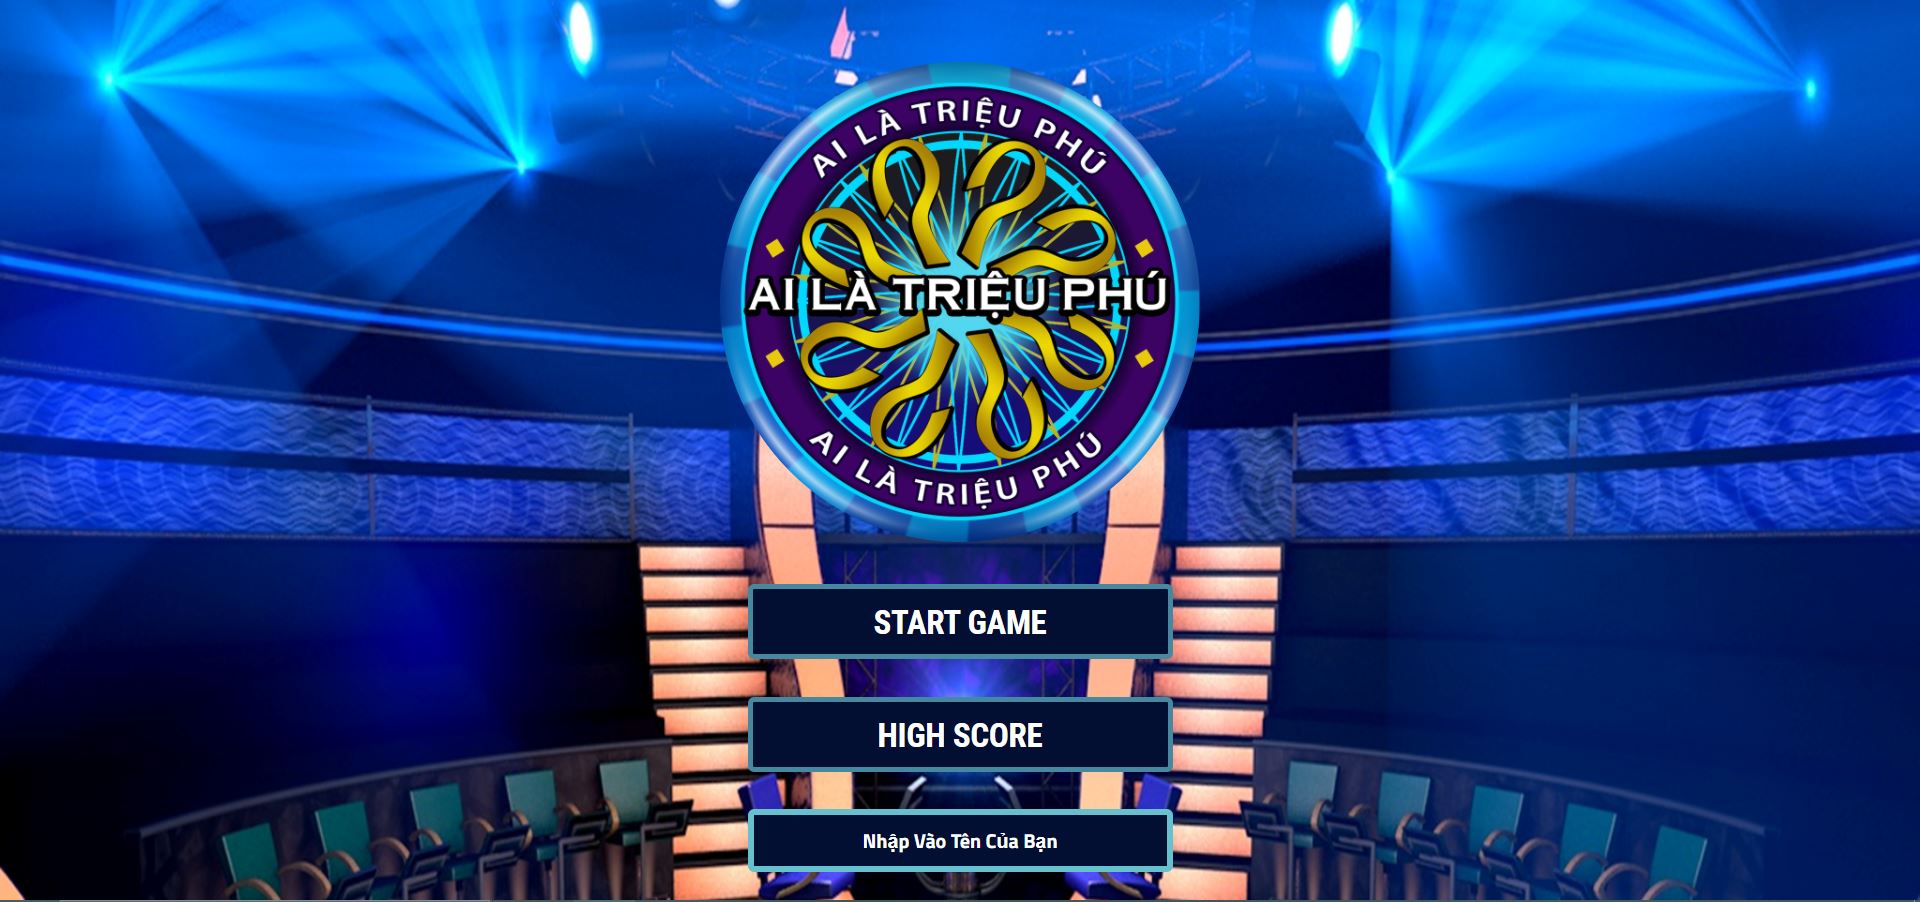 AI LÀ TRIỆU PHÚ
AI LÀ TRIỆU PHÚ
AI LÀ TRIỆU PHÚ
START GAME
HIGH SCORE
Nhập Vào Tên Của Bạn